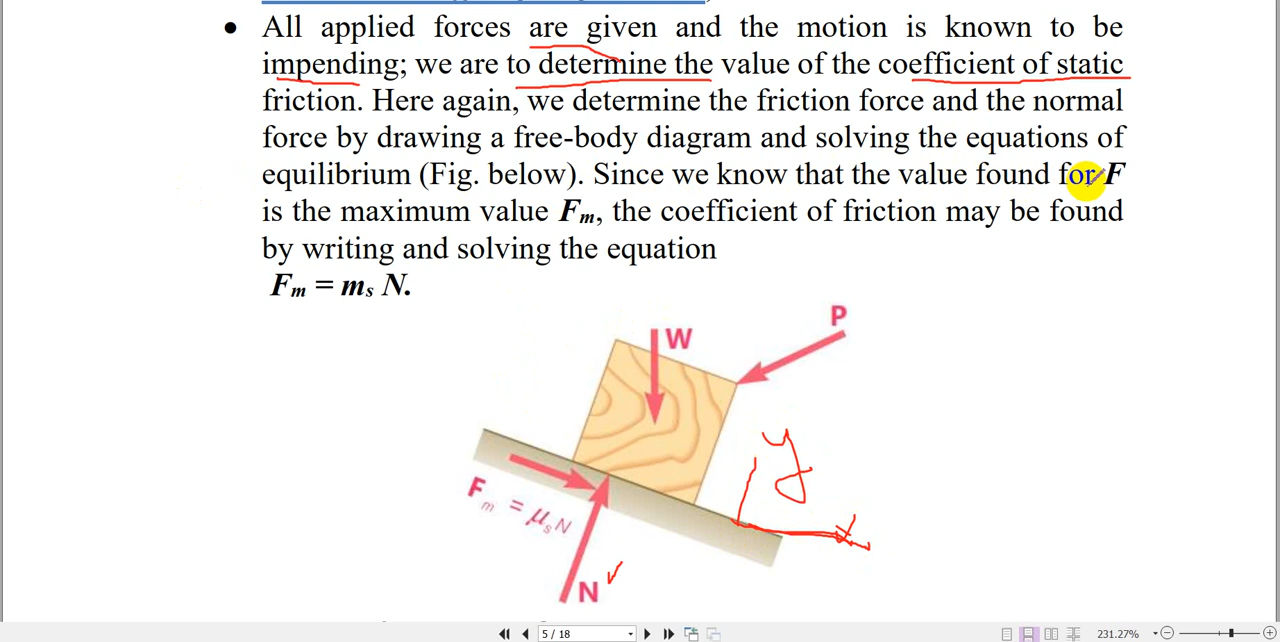 All applied forces are given and the motion is known to be
impending; we are to determine the value of the coefficient of static
friction. Here again, we determine the friction force and the normal
force by drawing a free-body diagram and solving the equations of
equilibrium (Fig. below). Since we know that the value found for F
is the maximum value Fm, the coefficient of friction may be found
by writing and solving the equation
Fm = ms N.
P
W
y
x
Fm = μsN
N
5 / 18
231.27%